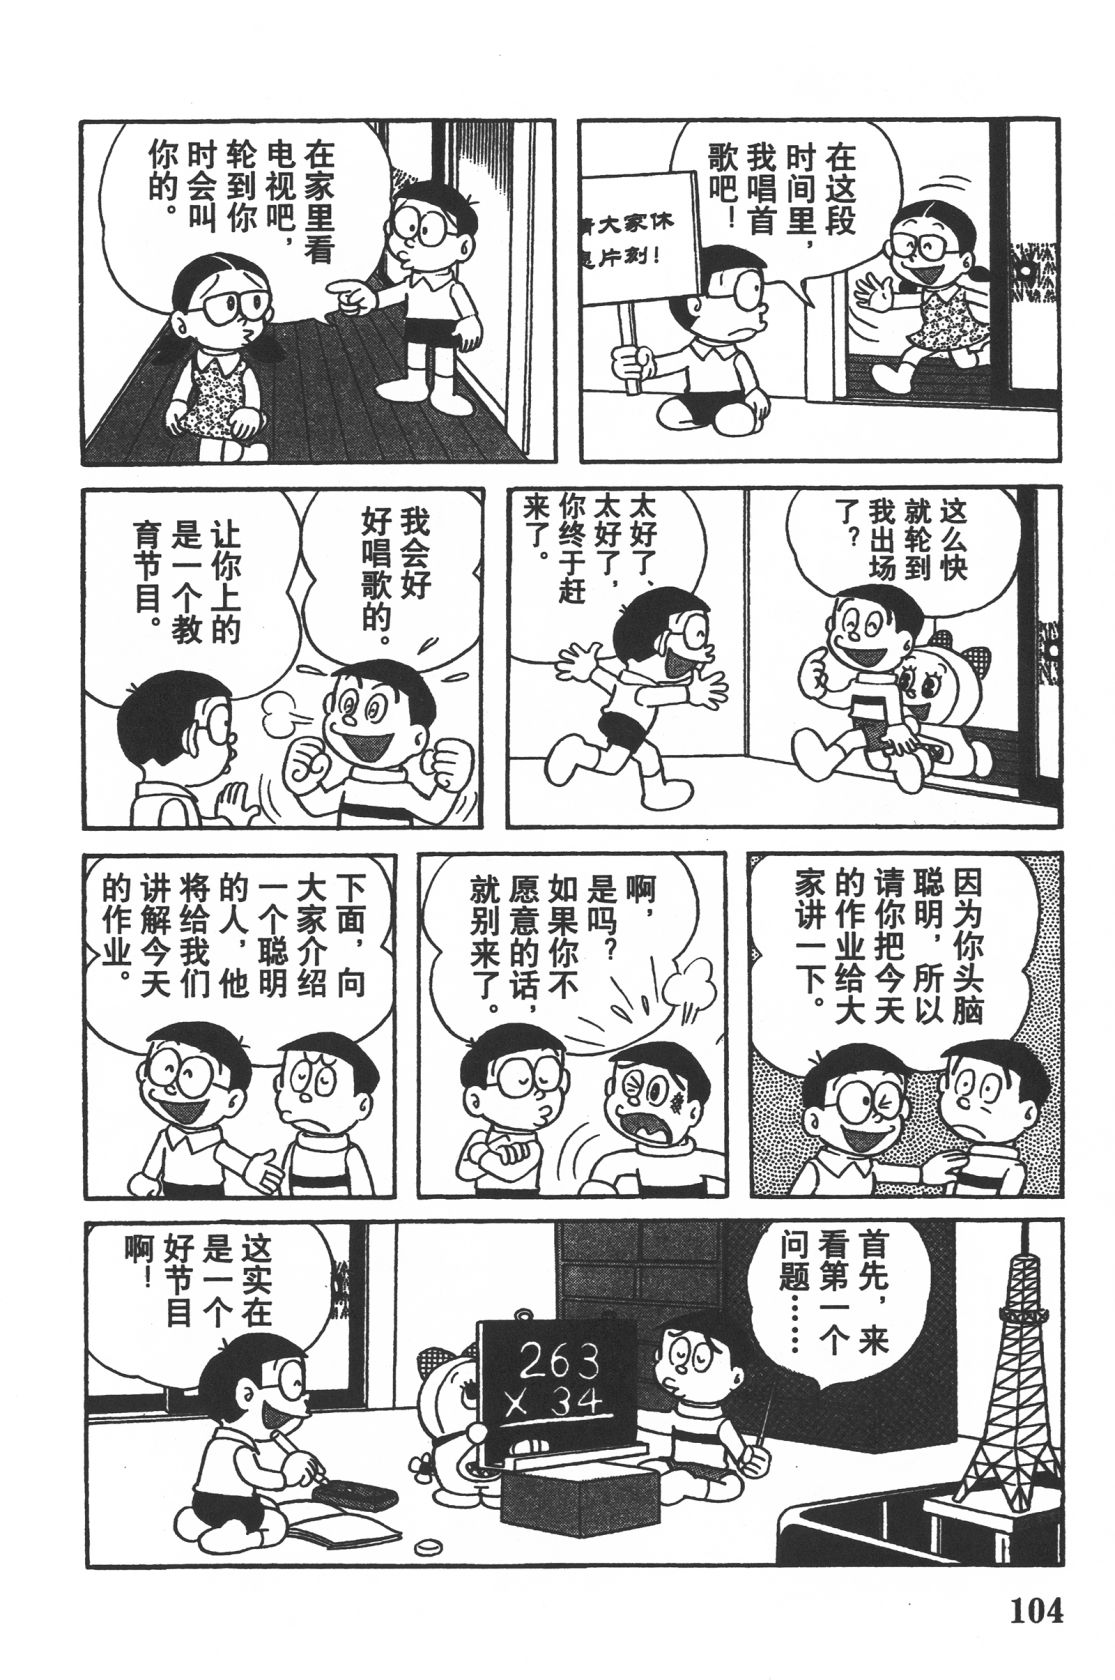 在这段
时间里，
我唱首
歌吧！
大家休
片刻！
在家里看
电视吧，
轮到你
时会叫
你的。
这么快
就轮到
我出场
了？
太好了、
太好了，
你终于赶
来了。
我会好
好唱歌的。
让你上的
是一个教
育节目。
因为你头脑
聪明，所以
请你把今天
的作业给大
家讲一下。
啊，
是吗？
如果你不
愿意的话，
就别来了。
下面，向
大家介绍
一个聪明
的人，他
将给我们
讲解今天
的作业。
首先，来
看第一个
问题……
263
× 34
这实在
是一个
好节目
啊！
104